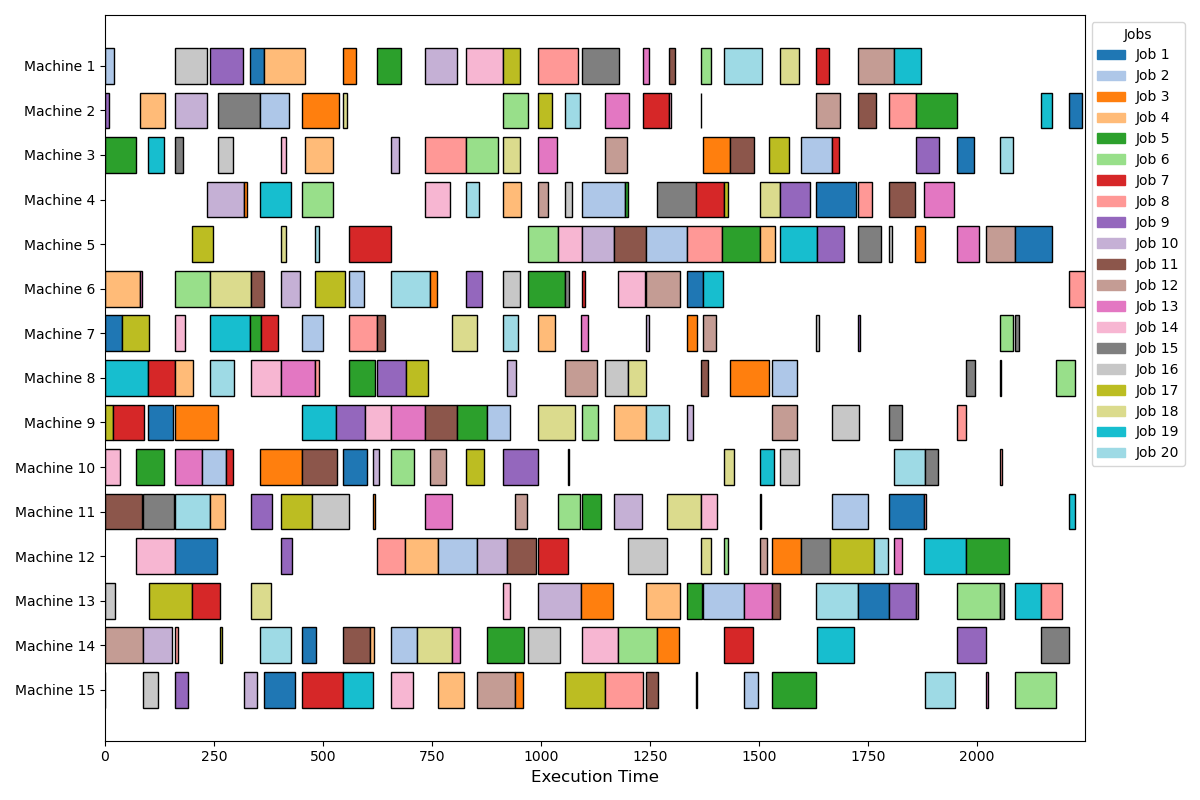 Machine 1
Machine 2
Machine 3
Machine 4
Machine 5
Machine 6
Machine 7
Machine 8
Machine 9
Machine 10
Machine 11
Machine 12
Machine 13
Machine 14
Machine 15
0 250 500 750 1000 1250 1500 1750 2000
Execution Time
Jobs
Job 1
Job 2
Job 3
Job 4
Job 5
Job 6
Job 7
Job 8
Job 9
Job 10
Job 11
Job 12
Job 13
Job 14
Job 15
Job 16
Job 17
Job 18
Job 19
Job 20